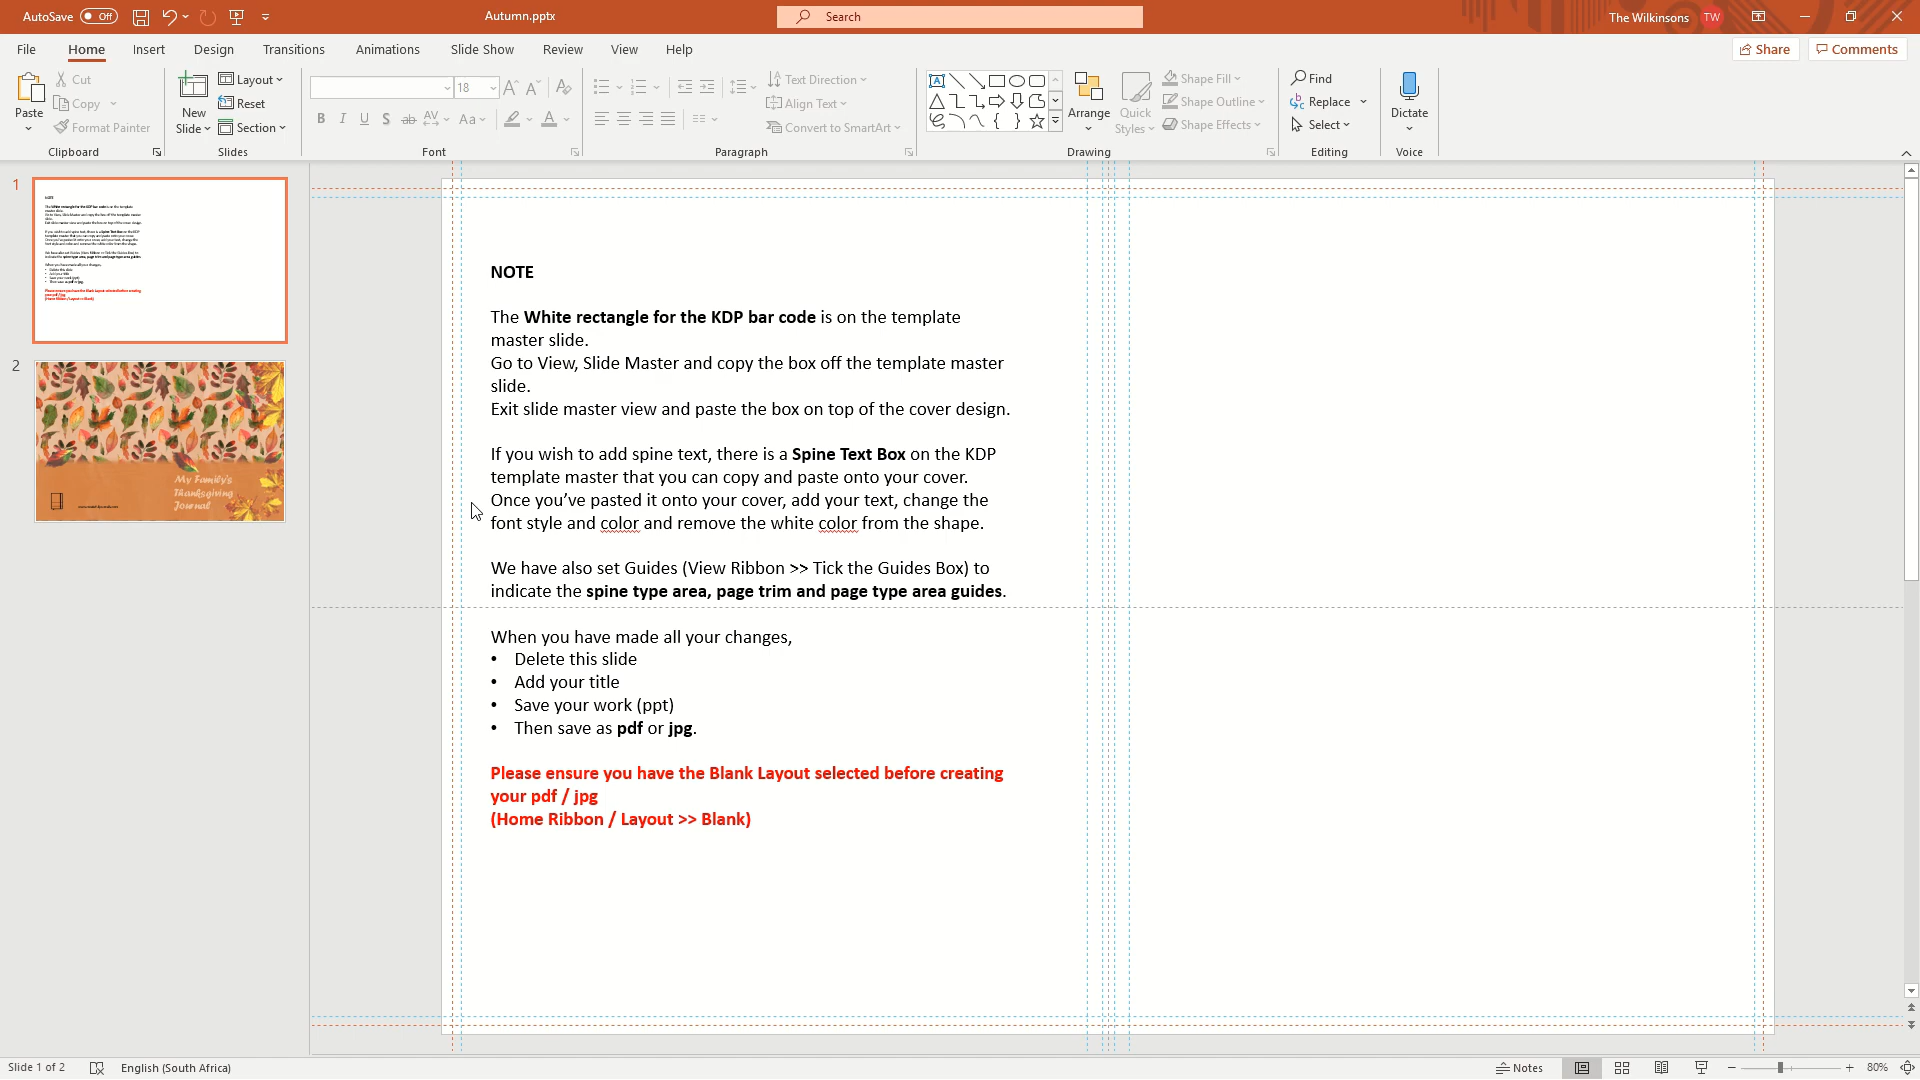 AutoSave Off
Autumn.pptx
Search
The Wilkinsons TW
File Home Insert Design Transitions Animations Slide Show Review View Help
Share Comments
Paste
Cut
Copy
Format Painter
Clipboard
New
Slide
Layout
Reset
Section
Slides
18
B I U S ab AV Aa A
Font
Text Direction
Align Text
Convert to SmartArt
Paragraph
Arrange
Quick
Styles
Shape Fill
Shape Outline
Shape Effects
Drawing
Find
Replace
Select
Editing
Dictate
Voice
1
2
My Family's
Thanksgiving
Journal
NOTE
The White rectangle for the KDP bar code is on the template
master slide.
Go to View, Slide Master and copy the box off the template master
slide.
Exit slide master view and paste the box on top of the cover design.
If you wish to add spine text, there is a Spine Text Box on the KDP
template master that you can copy and paste onto your cover.
Once you’ve pasted it onto your cover, add your text, change the
font style and color and remove the white color from the shape.
We have also set Guides (View Ribbon >> Tick the Guides Box) to
indicate the spine type area, page trim and page type area guides.
When you have made all your changes,
• Delete this slide
• Add your title
• Save your work (ppt)
• Then save as pdf or jpg.
Please ensure you have the Blank Layout selected before creating
your pdf / jpg
(Home Ribbon / Layout >> Blank)
Slide 1 of 2
English (South Africa)
Notes
80%